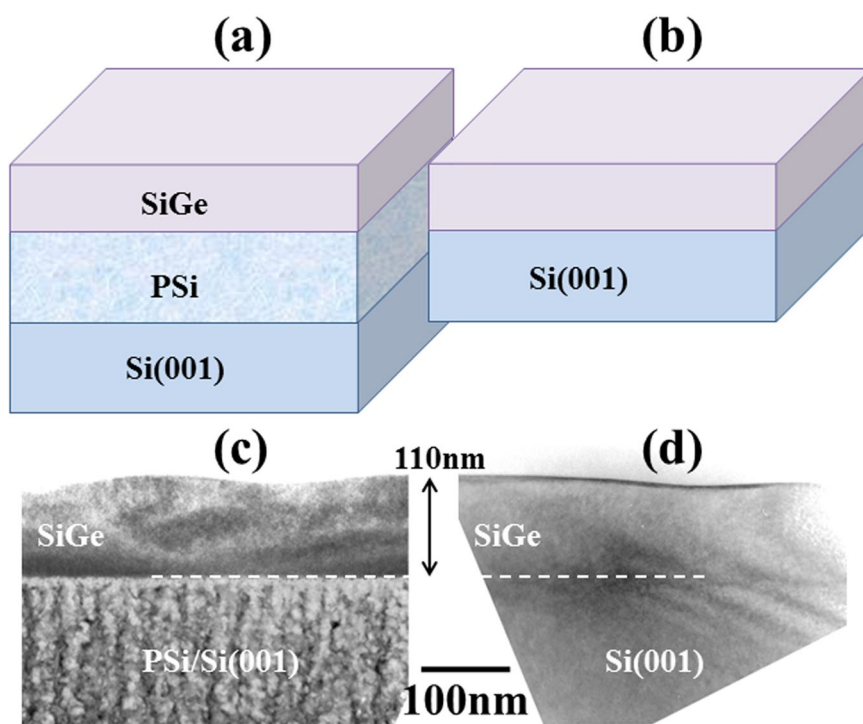 (a)
(b)
SiGe
PSi
Si(001)
Si(001)
(c)
110nm
(d)
SiGe
SiGe
PSi/Si(001)
Si(001)
100nm